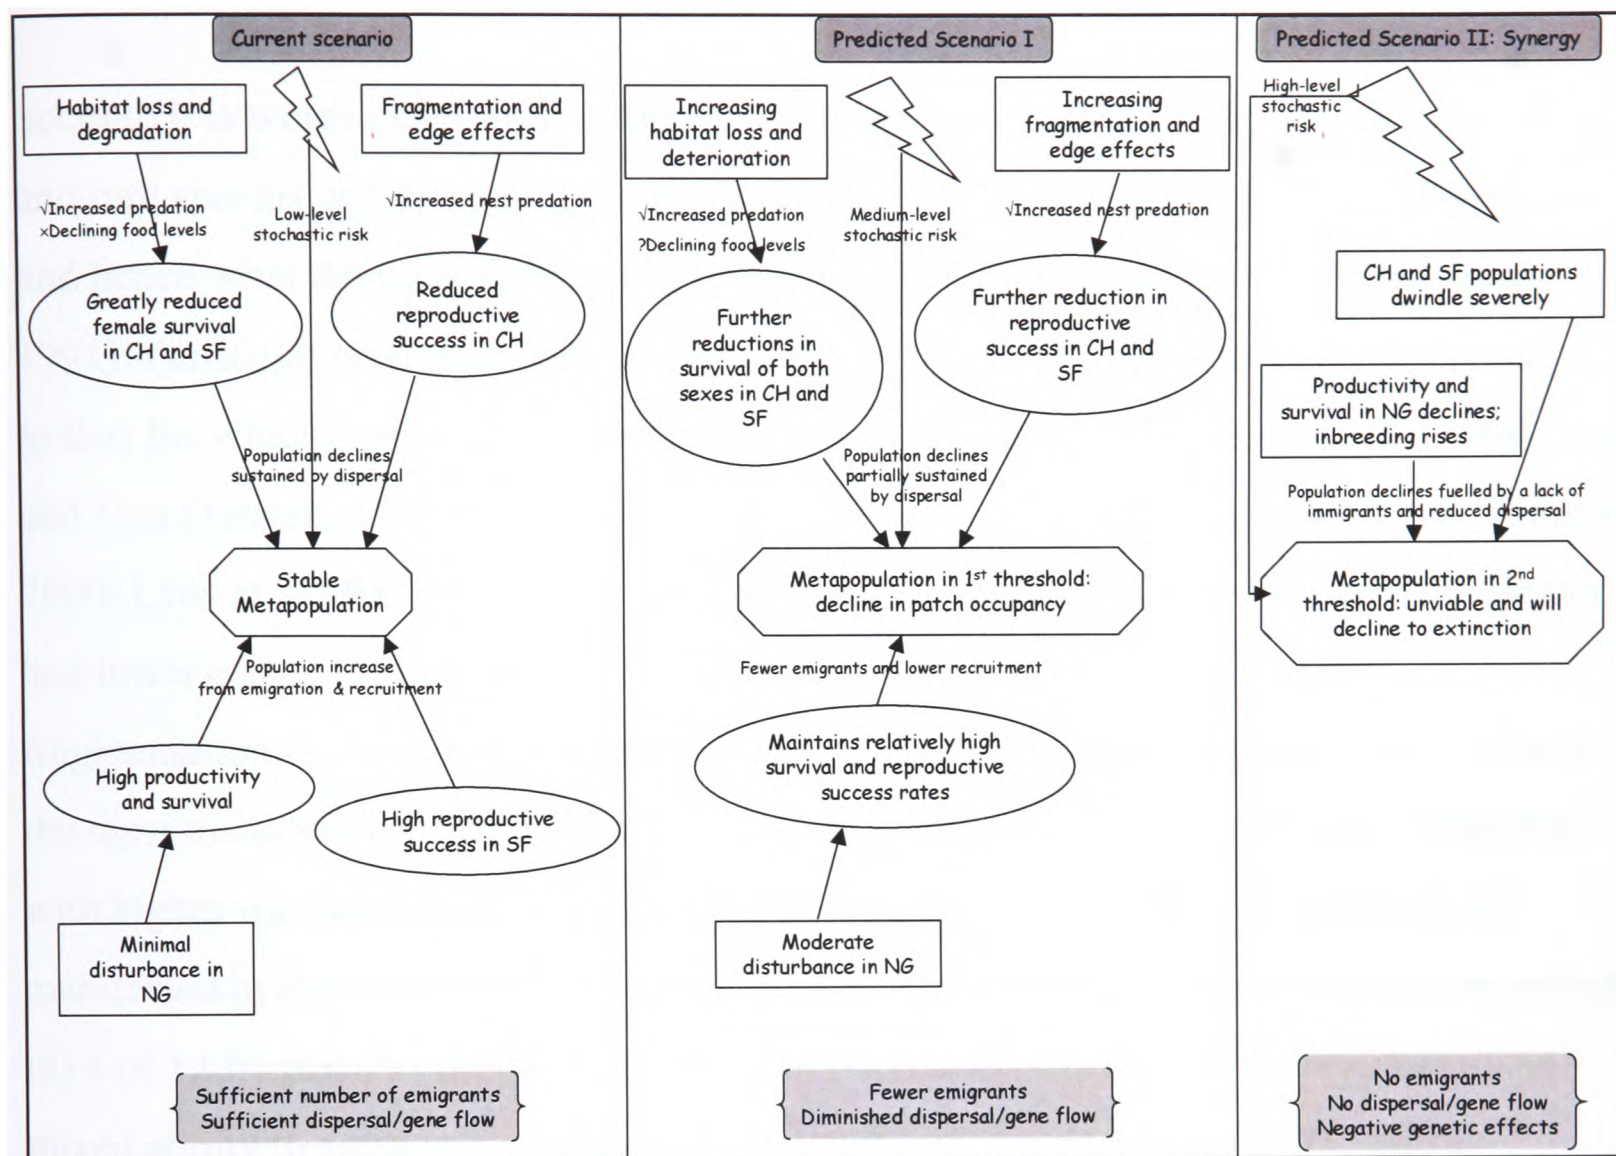 Current scenario
Habitat loss and
degradation
Fragmentation and
edge effects
√Increased predation
×Declining food levels
Low-level
stochastic risk
√Increased nest predation
Greatly reduced
female survival
in CH and SF
Reduced
reproductive
success in CH
Population declines
sustained by dispersal
Stable
Metapopulation
Population increase
from emigration & recruitment
High productivity
and survival
High reproductive
success in SF
Minimal
disturbance in
NG
Sufficient number of emigrants
Sufficient dispersal/gene flow
Predicted Scenario I
Increasing
habitat loss and
deterioration
Increasing
fragmentation and
edge effects
√Increased predation
?Declining food levels
Medium-level
stochastic risk
√Increased nest predation
Further
reductions in
survival of both
sexes in CH and
SF
Further reduction in
reproductive
success in CH and
SF
Population declines
partially sustained
by dispersal
Metapopulation in 1st threshold:
decline in patch occupancy
Fewer emigrants and lower recruitment
Maintains relatively high
survival and reproductive
success rates
Moderate
disturbance in NG
Fewer emigrants
Diminished dispersal/gene flow
Predicted Scenario II: Synergy
High-level
stochastic
risk
CH and SF populations
dwindle severely
Productivity and
survival in NG declines;
inbreeding rises
Population declines fuelled by a lack of
immigrants and reduced dispersal
Metapopulation in 2nd
threshold: unviable and will
decline to extinction
No emigrants
No dispersal/gene flow
Negative genetic effects